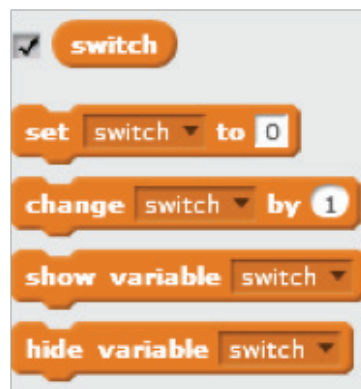 switch
set switch to 0
change switch by 1
show variable switch
hide variable switch